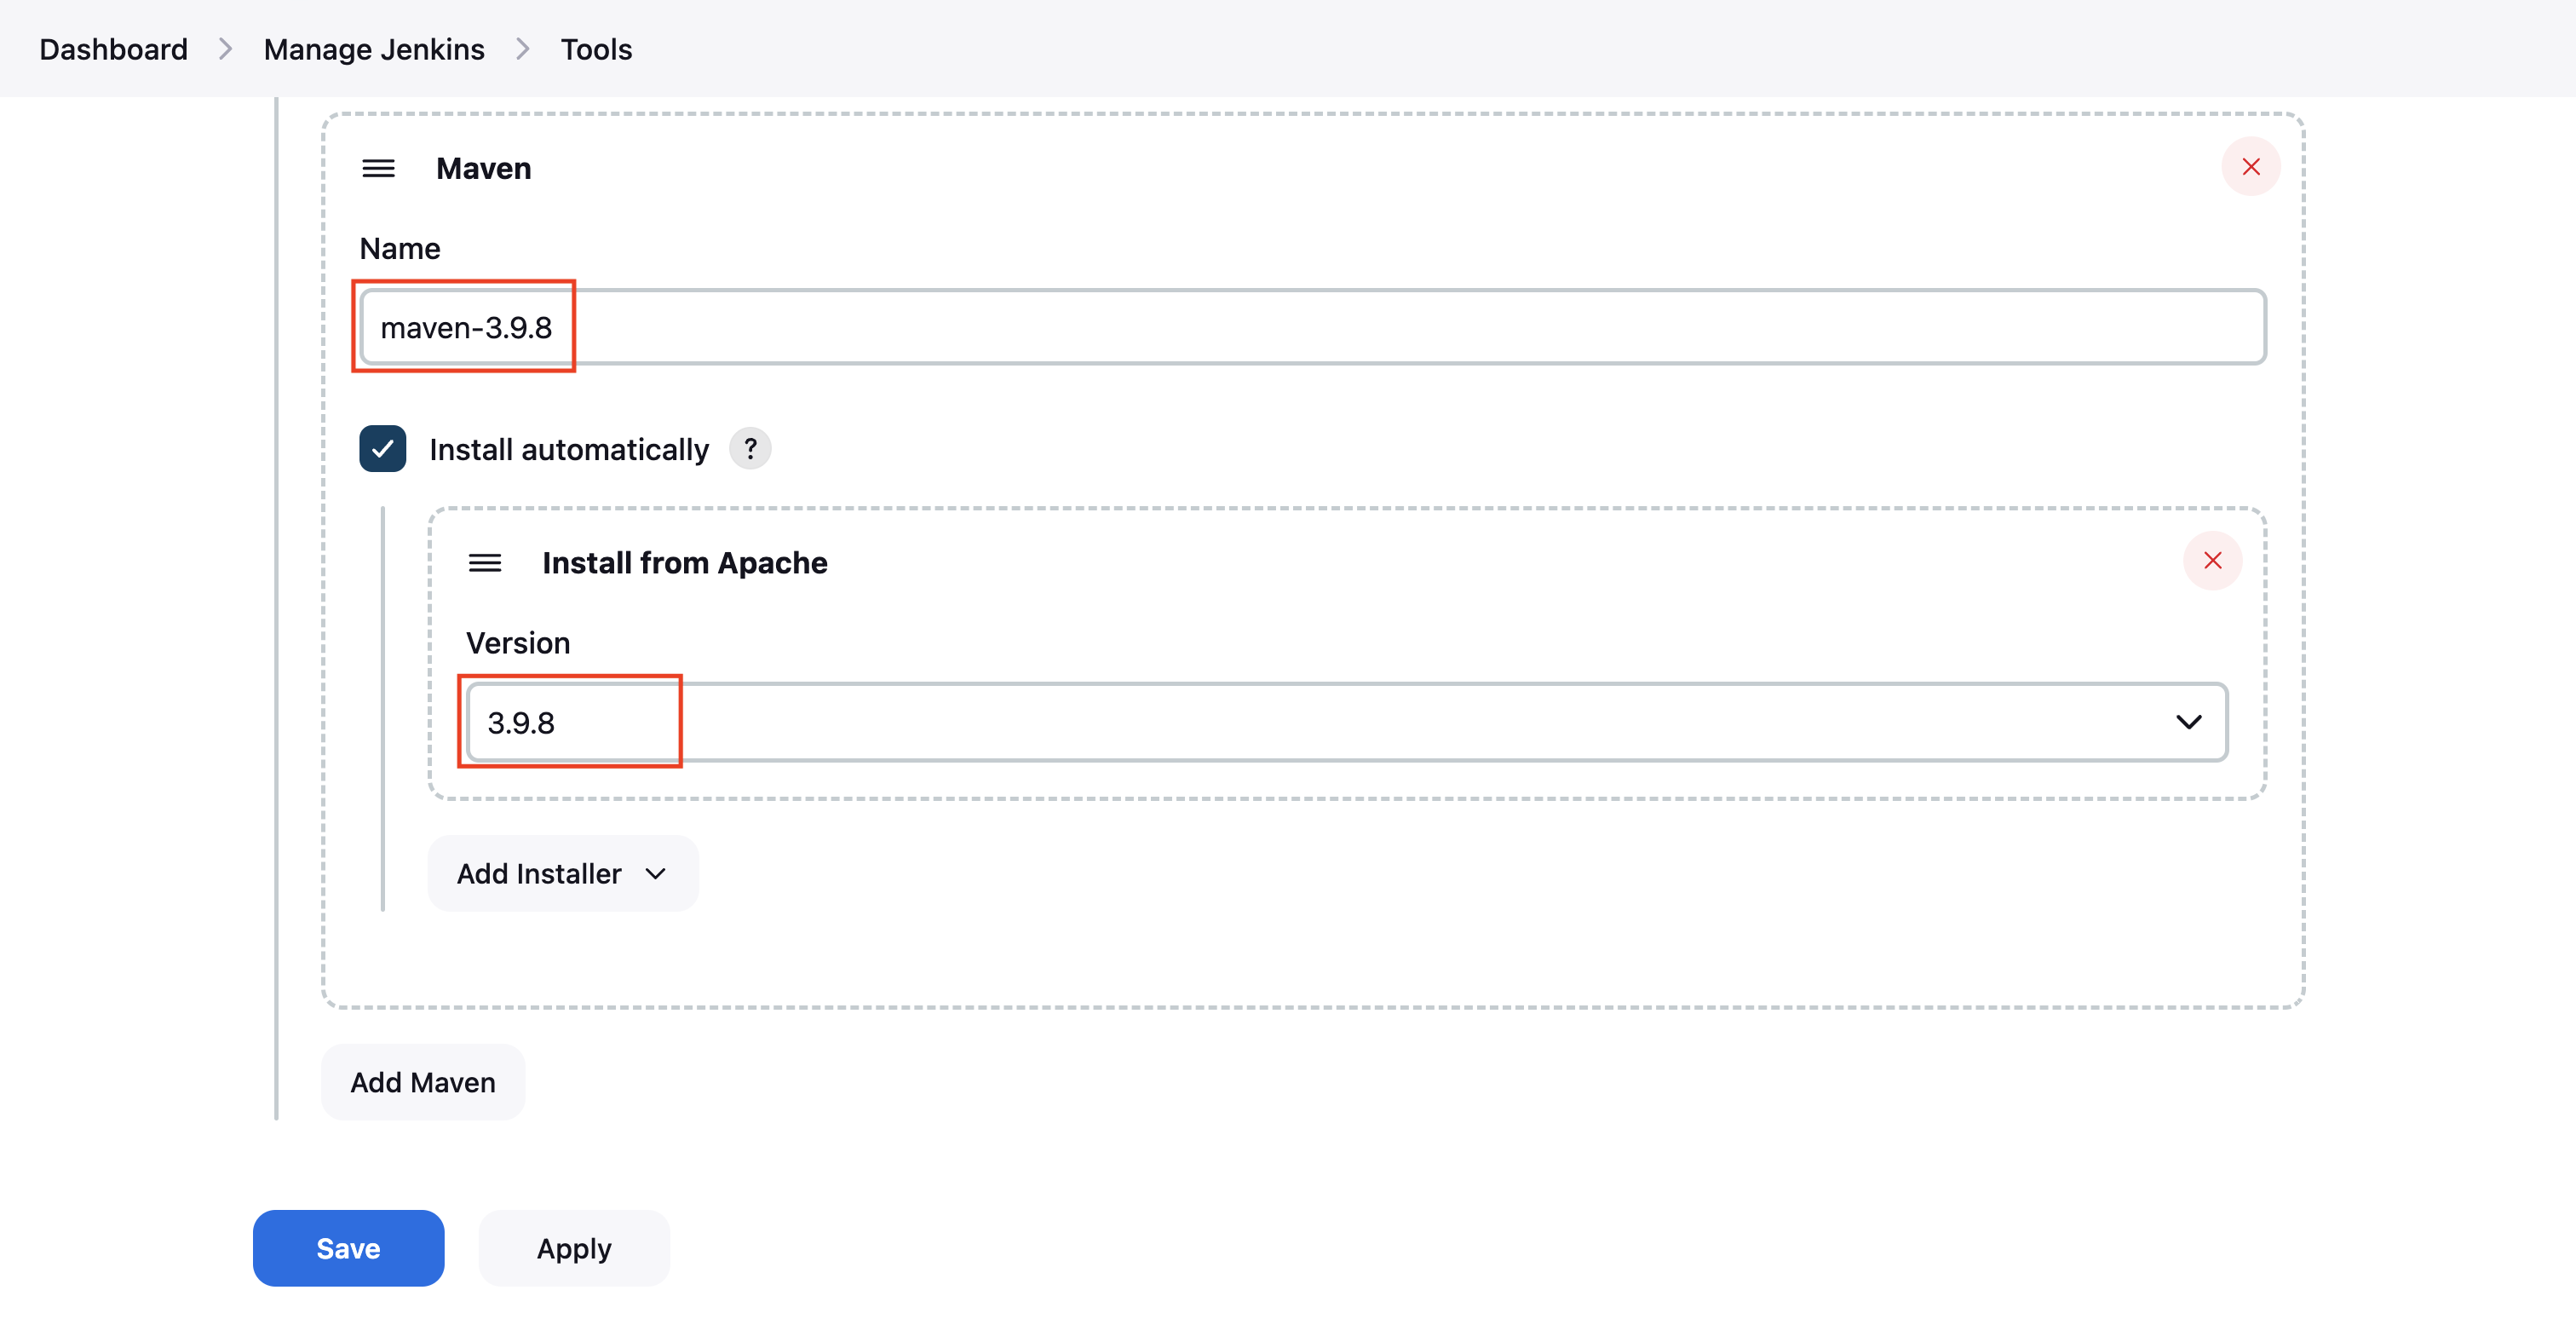 Dashboard > Manage Jenkins > Tools
Maven
Name
maven-3.9.8
Install automatically ?
Install from Apache
Version
3.9.8
Add Installer
Add Maven
Save Apply